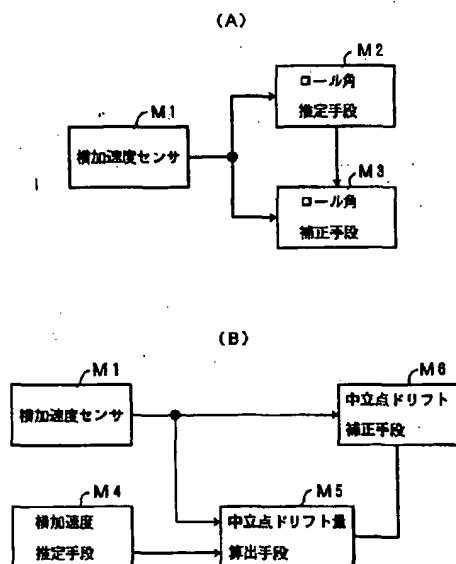 (A)
M2
ロール角
推定手段
M1
横加速度センサ
M3
ロール角
補正手段
(B)
M1
横加速度センサ
M6
中立点ドリフト
補正手段
M4
横加速度
推定手段
M5
中立点ドリフト量
算出手段